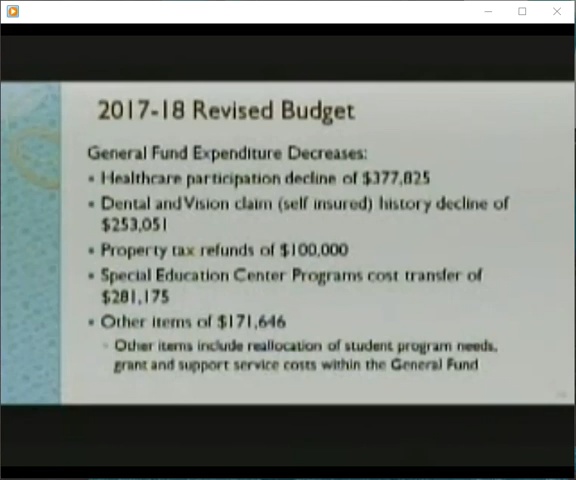 2017-18 Revised Budget
General Fund Expenditure Decreases:
• Healthcare participation decline of $377,825
• Dental and Vision claim (self insured) history decline of
$253,051
• Property tax refunds of $100,000
• Special Education Center Programs cost transfer of
$281,175
• Other items of $171,646
◦ Other items include reallocation of student program needs,
grant and support service costs within the General Fund